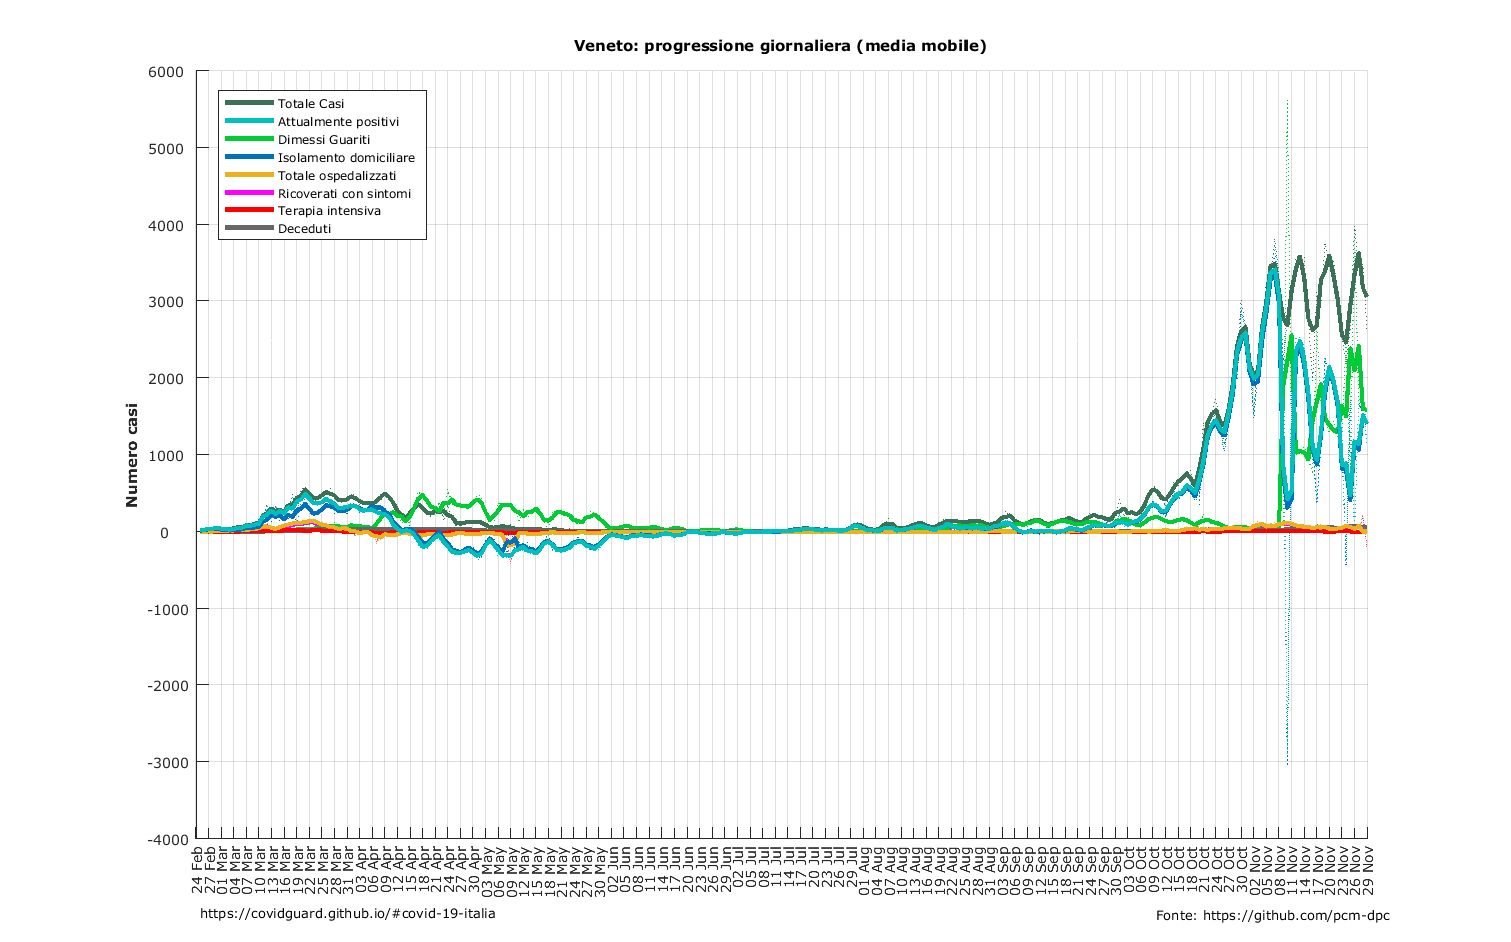 Veneto: progressione giornaliera (media mobile)
6000
5000
4000
3000
2000
1000
0
-1000
-2000
-3000
-4000
Numero casi
Totale Casi
Attualmente positivi
Dimessi Guariti
Isolamento domiciliare
Totale ospedalizzati
Ricoverati con sintomi
Terapia intensiva
Deceduti
24 Feb
27 Feb
01 Mar
04 Mar
07 Mar
10 Mar
13 Mar
16 Mar
19 Mar
22 Mar
25 Mar
28 Mar
31 Mar
03 Apr
06 Apr
09 Apr
12 Apr
15 Apr
18 Apr
21 Apr
24 Apr
27 Apr
30 Apr
03 May
06 May
09 May
12 May
15 May
18 May
21 May
24 May
27 May
30 May
02 Jun
05 Jun
08 Jun
11 Jun
14 Jun
17 Jun
20 Jun
23 Jun
26 Jun
29 Jun
02 Jul
05 Jul
08 Jul
11 Jul
14 Jul
17 Jul
20 Jul
23 Jul
26 Jul
29 Jul
01 Aug
04 Aug
07 Aug
10 Aug
13 Aug
16 Aug
19 Aug
22 Aug
25 Aug
28 Aug
31 Aug
03 Sep
06 Sep
09 Sep
12 Sep
15 Sep
18 Sep
21 Sep
24 Sep
27 Sep
30 Sep
03 Oct
06 Oct
09 Oct
12 Oct
15 Oct
18 Oct
21 Oct
24 Oct
27 Oct
30 Oct
02 Nov
05 Nov
08 Nov
11 Nov
14 Nov
17 Nov
20 Nov
23 Nov
26 Nov
29 Nov
https://covidguard.github.io/#covid-19-italia
Fonte: https://github.com/pcm-dpc